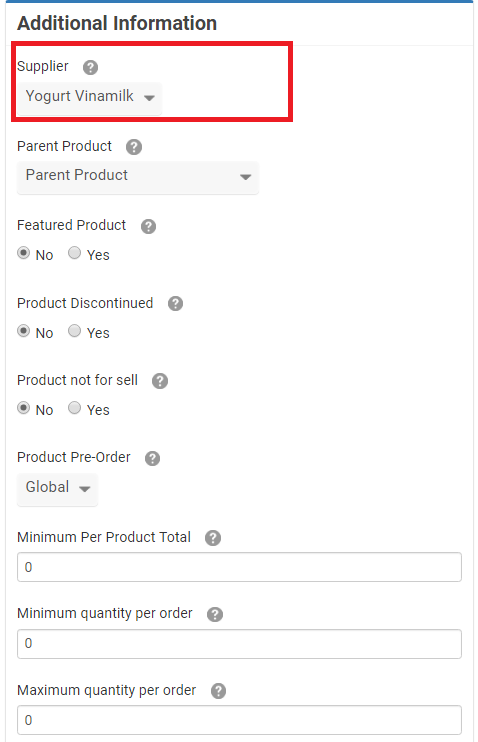 Additional Information
Supplier ?
Yogurt Vinamilk
Parent Product ?
Parent Product
Featured Product ?
No Yes
Product Discontinued ?
No Yes
Product not for sell ?
No Yes
Product Pre-Order ?
Global
Minimum Per Product Total ?
0
Minimum quantity per order ?
0
Maximum quantity per order ?
0